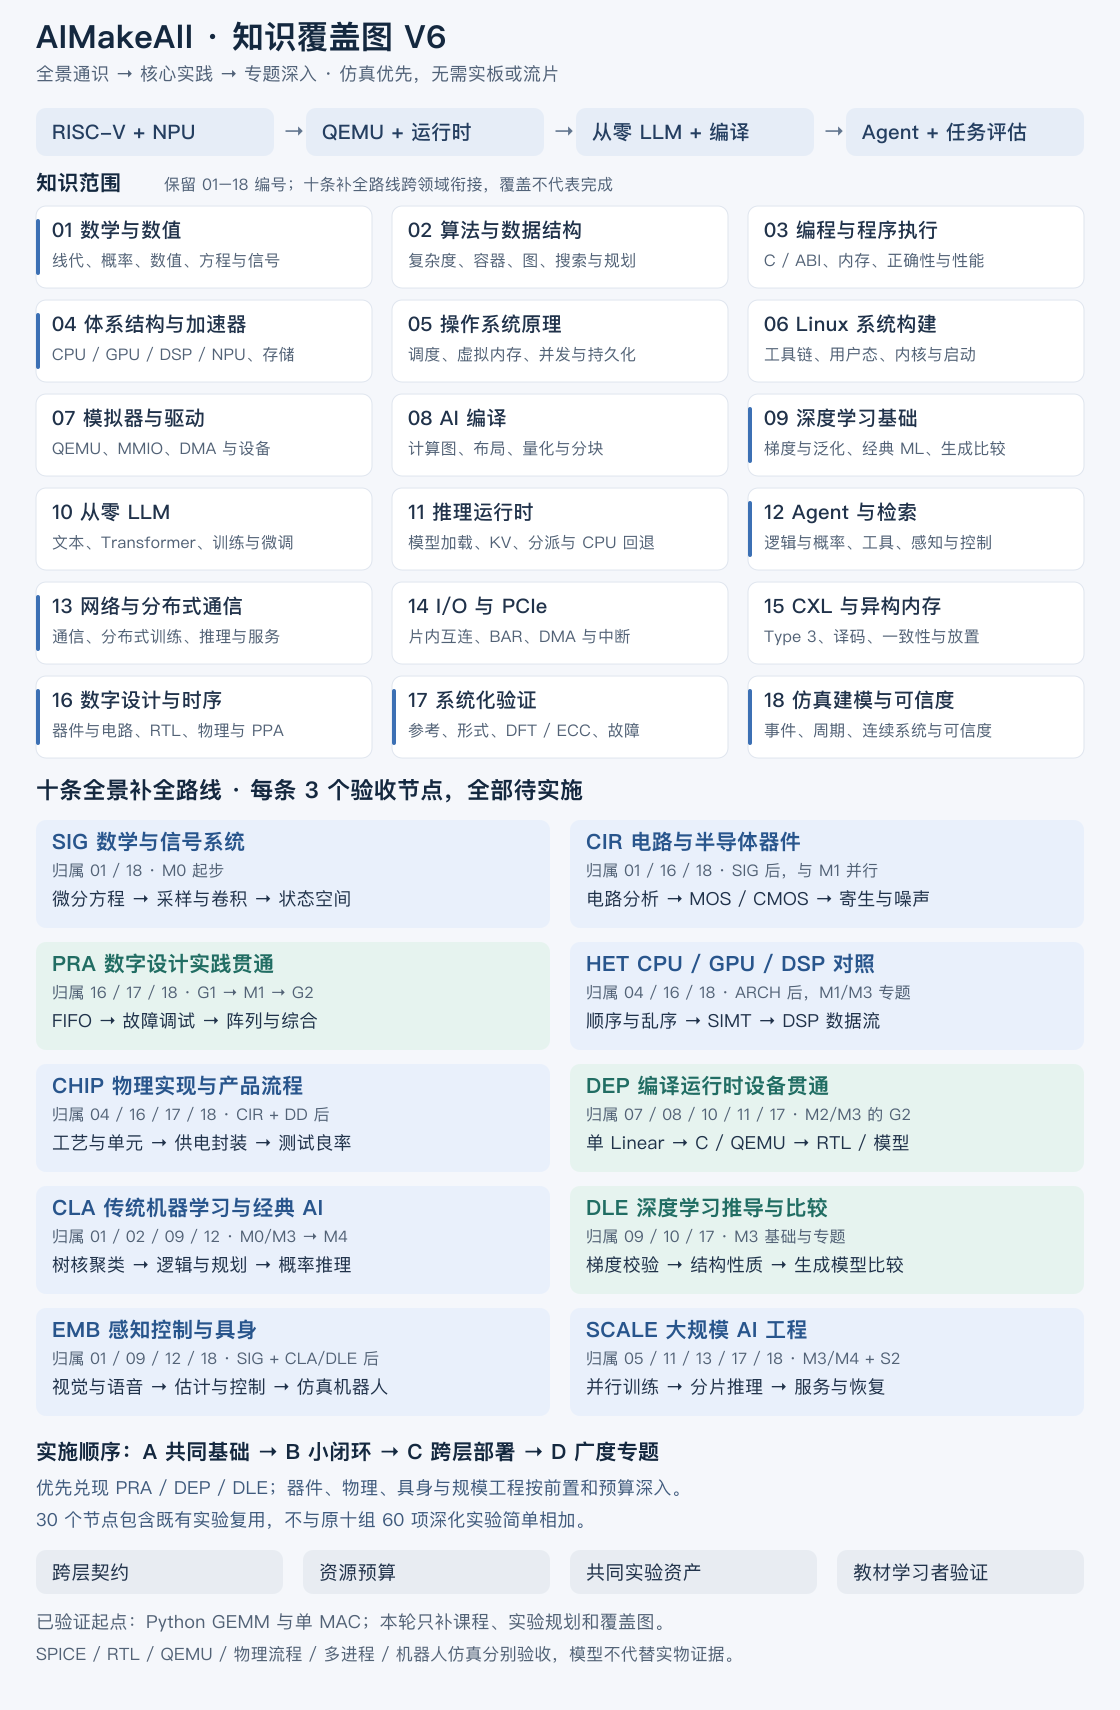 AIMakeAll · 知识覆盖图 V6
全景通识 → 核心实践 → 专题深入 · 仿真优先，无需实板或流片
RISC-V + NPU → QEMU + 运行时 → 从零 LLM + 编译 → Agent + 任务评估
知识范围 保留 01—18 编号；十条补全路线跨领域衔接，覆盖不代表完成
01 数学与数值
线代、概率、数值、方程与信号
02 算法与数据结构
复杂度、容器、图、搜索与规划
03 编程与程序执行
C / ABI、内存、正确性与性能
04 体系结构与加速器
CPU / GPU / DSP / NPU、存储
05 操作系统原理
调度、虚拟内存、并发与持久化
06 Linux 系统构建
工具链、用户态、内核与启动
07 模拟器与驱动
QEMU、MMIO、DMA 与设备
08 AI 编译
计算图、布局、量化与分块
09 深度学习基础
梯度与泛化、经典 ML、生成比较
10 从零 LLM
文本、Transformer、训练与微调
11 推理运行时
模型加载、KV、分派与 CPU 回退
12 Agent 与检索
逻辑与概率、工具、感知与控制
13 网络与分布式通信
通信、分布式训练、推理与服务
14 I/O 与 PCIe
片内互连、BAR、DMA 与中断
15 CXL 与异构内存
Type 3、译码、一致性与放置
16 数字设计与时序
器件与电路、RTL、物理与 PPA
17 系统化验证
参考、形式、DFT / ECC、故障
18 仿真建模与可信度
事件、周期、连续系统与可信度
十条全景补全路线 · 每条 3 个验收节点，全部待实施
SIG 数学与信号系统
归属 01 / 18 · M0 起步
微分方程 → 采样与卷积 → 状态空间
CIR 电路与半导体器件
归属 01 / 16 / 18 · SIG 后，与 M1 并行
电路分析 → MOS / CMOS → 寄生与噪声
PRA 数字设计实践贯通
归属 16 / 17 / 18 · G1 → M1 → G2
FIFO → 故障调试 → 阵列与综合
HET CPU / GPU / DSP 对照
归属 04 / 16 / 18 · ARCH 后，M1/M3 专题
顺序与乱序 → SIMT → DSP 数据流
CHIP 物理实现与产品流程
归属 04 / 16 / 17 / 18 · CIR + DD 后
工艺与单元 → 供电封装 → 测试良率
DEP 编译运行时设备贯通
归属 07 / 08 / 10 / 11 / 17 · M2/M3 的 G2
单 Linear → C / QEMU → RTL / 模型
CLA 传统机器学习与经典 AI
归属 01 / 02 / 09 / 12 · M0/M3 → M4
树核聚类 → 逻辑与规划 → 概率推理
DLE 深度学习推导与比较
归属 09 / 10 / 17 · M3 基础与专题
梯度校验 → 结构性质 → 生成模型比较
EMB 感知控制与具身
归属 01 / 09 / 12 / 18 · SIG + CLA/DLE 后
视觉与语音 → 估计与控制 → 仿真机器人
SCALE 大规模 AI 工程
归属 05 / 11 / 13 / 17 / 18 · M3/M4 + S2
并行训练 → 分片推理 → 服务与恢复
实施顺序：A 共同基础 → B 小闭环 → C 跨层部署 → D 广度专题
优先兑现 PRA / DEP / DLE；器件、物理、具身与规模工程按前置和预算深入。
30 个节点包含既有实验复用，不与原十组 60 项深化实验简单相加。
跨层契约 资源预算 共同实验资产 教材学习者验证
已验证起点：Python GEMM 与单 MAC；本轮只补课程、实验规划和覆盖图。
SPICE / RTL / QEMU / 物理流程 / 多进程 / 机器人仿真分别验收，模型不代替实物证据。